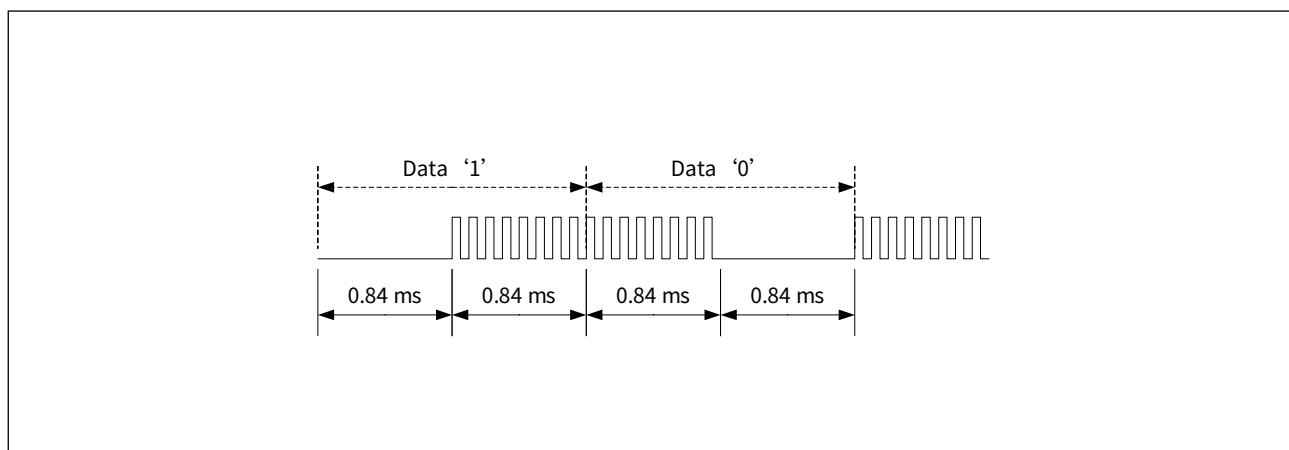 Data ‘1’ Data ‘0’
0.84 ms 0.84 ms 0.84 ms 0.84 ms